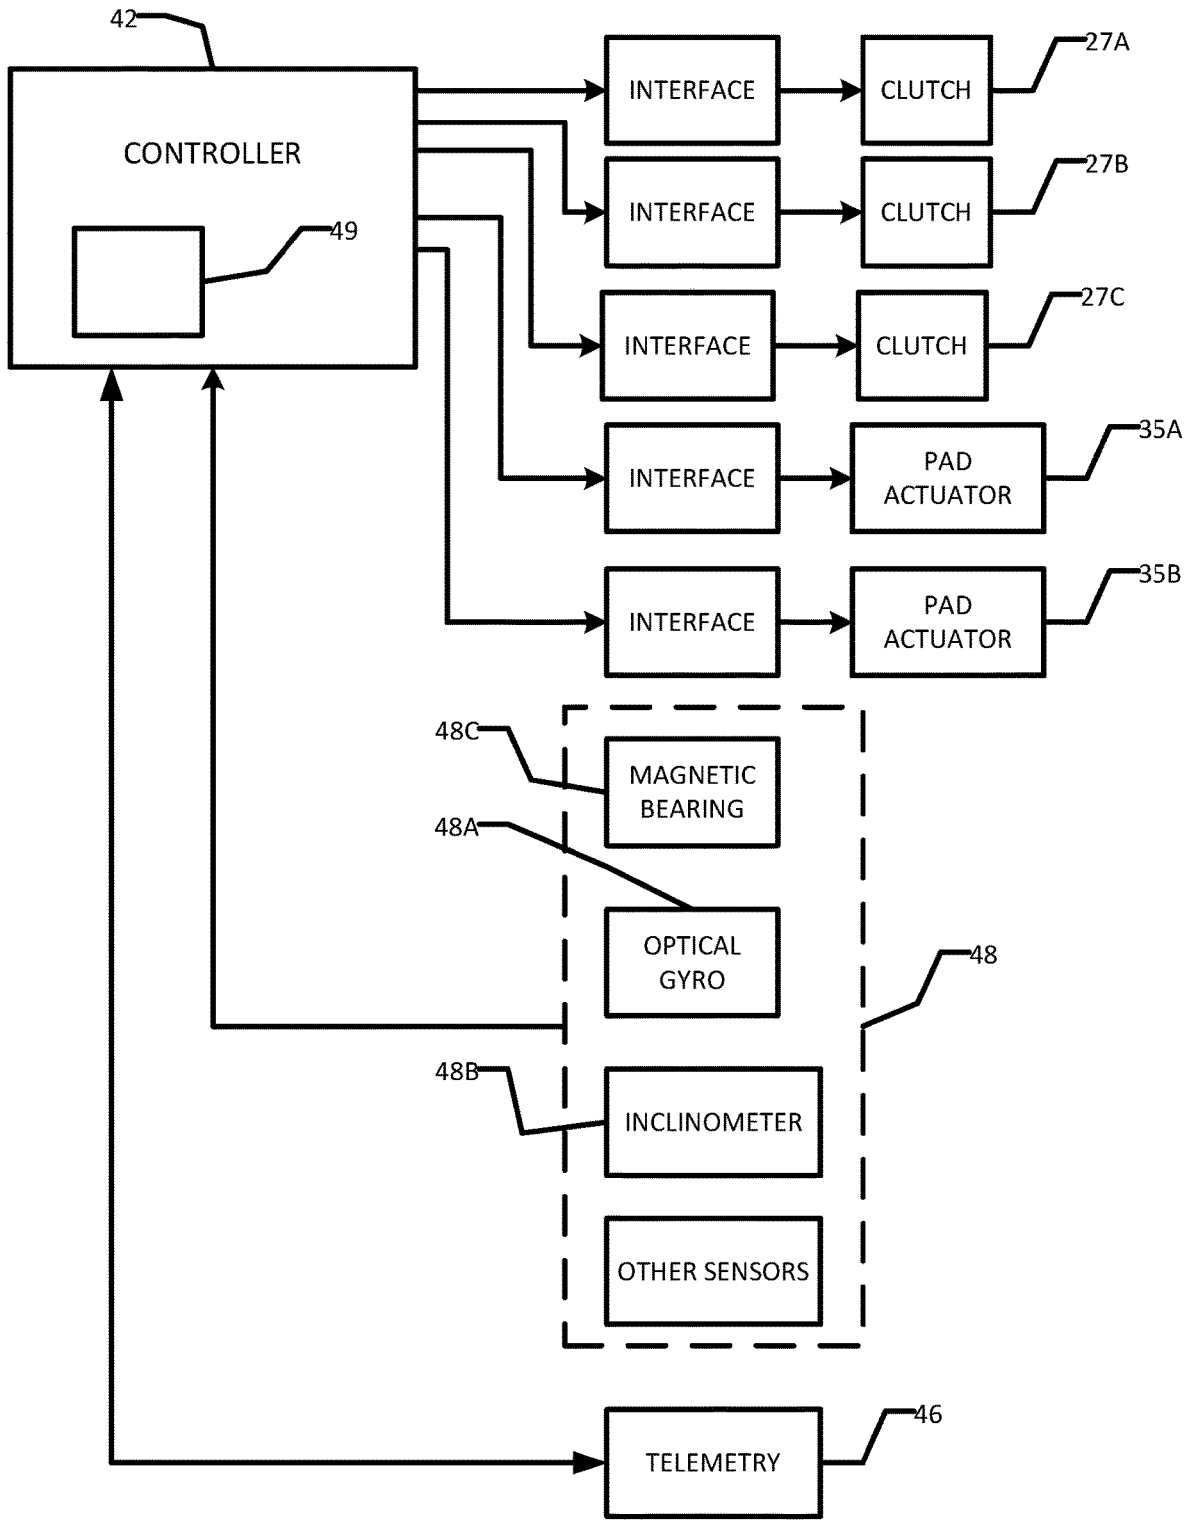 42
CONTROLLER
49
INTERFACE
CLUTCH
27A
INTERFACE
CLUTCH
27B
INTERFACE
CLUTCH
27C
INTERFACE
PAD
ACTUATOR
35A
INTERFACE
PAD
ACTUATOR
35B
48C
MAGNETIC
BEARING
48A
OPTICAL
GYRO
48
48B
INCLINOMETER
OTHER SENSORS
TELEMETRY
46